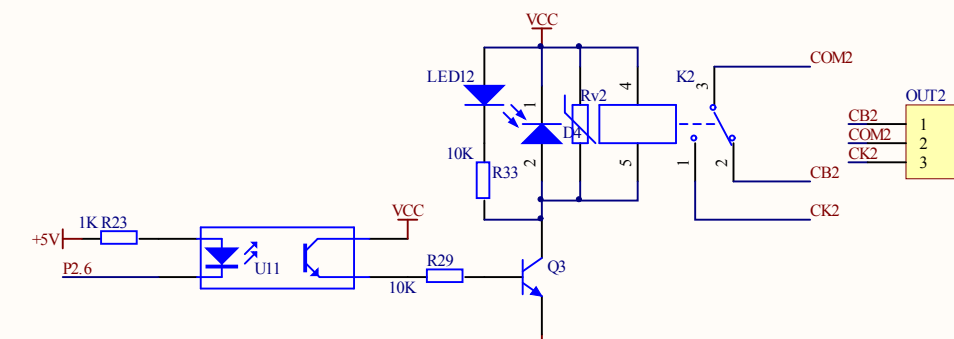 VCC
LED12
K2
3
COM2
4
1
Rv2
OUT2
CB2
1
D4
COM2
2
10K
CK2
3
R33
2
5
1
2
CB2
VCC
CK2
1K R23
+5V
P2.6
U11
R29
Q3
10K